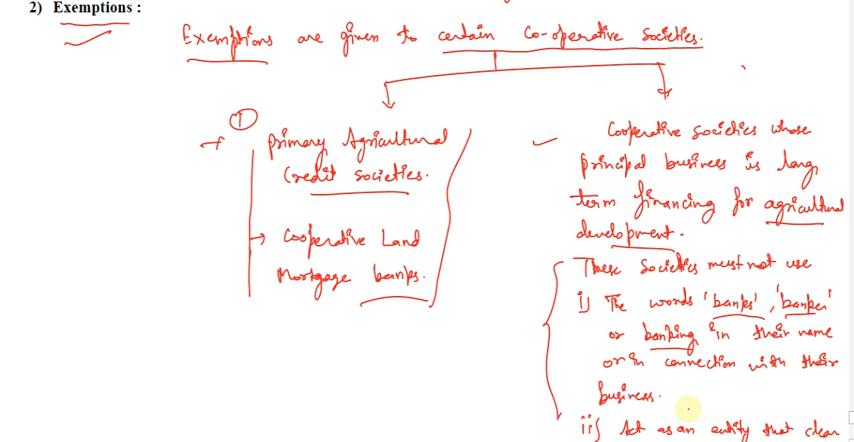 2) Exemptions :
Exemptions are given to certain Co-operative Societies.
①
Primary Agricultural
Credit Societies.
Cooperative Land
Mortgage banks.
Cooperative Societies whose
principal business is long
term financing for agricultural
development.
These Societies must not use
i) The words 'banks', 'banker'
or banking in their name
or in connection with their
business.
ii) Act as an entity that clear